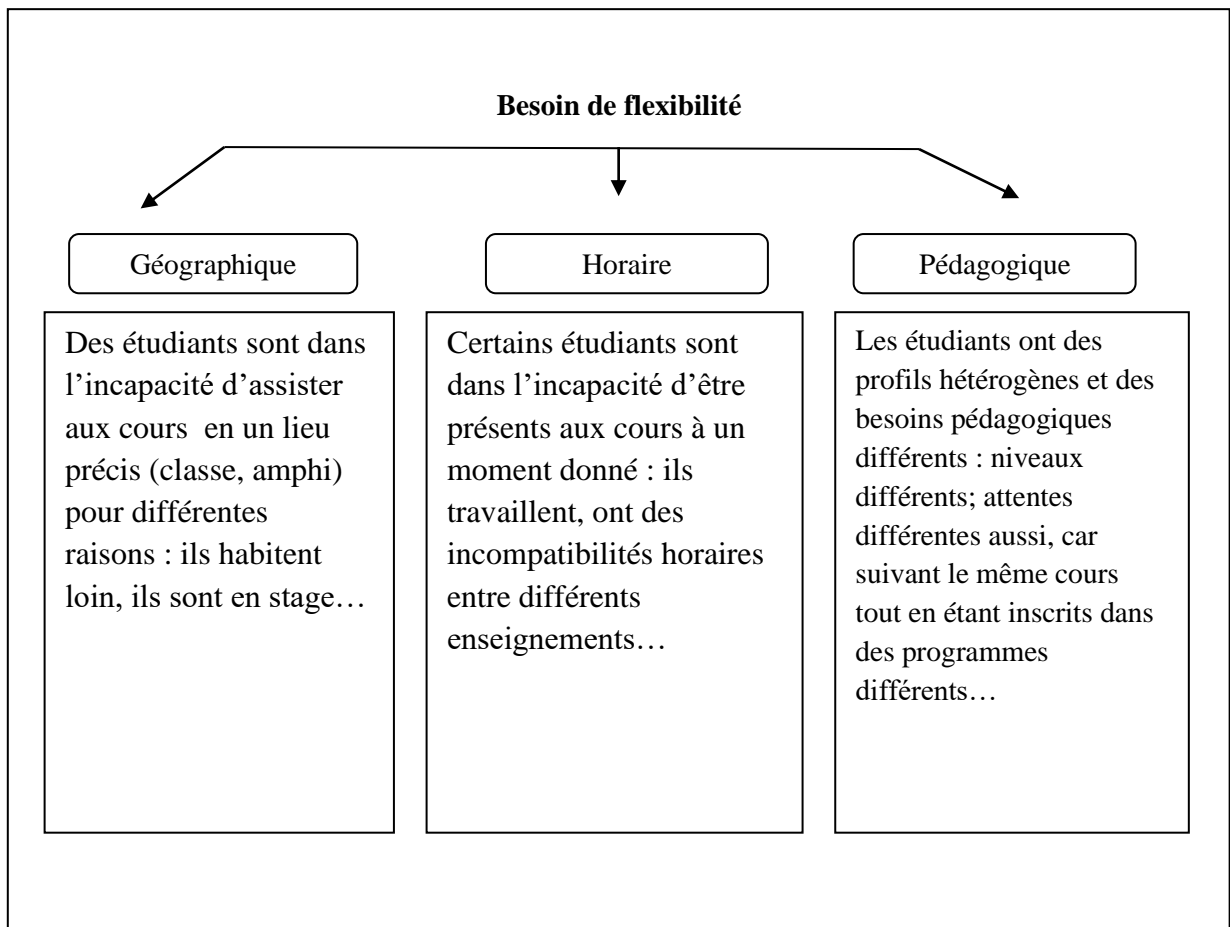 Besoin de flexibilité
Géographique
Des étudiants sont dans
l’incapacité d’assister
aux cours  en un lieu
précis (classe, amphi)
pour différentes
raisons : ils habitent
loin, ils sont en stage…
Horaire
Certains étudiants sont
dans l’incapacité d’être
présents aux cours à un
moment donné : ils
travaillent, ont des
incompatibilités horaires
entre différents
enseignements…
Pédagogique
Les étudiants ont des
profils hétérogènes et des
besoins pédagogiques
différents : niveaux
différents; attentes
différentes aussi, car
suivant le même cours
tout en étant inscrits dans
des programmes
différents…